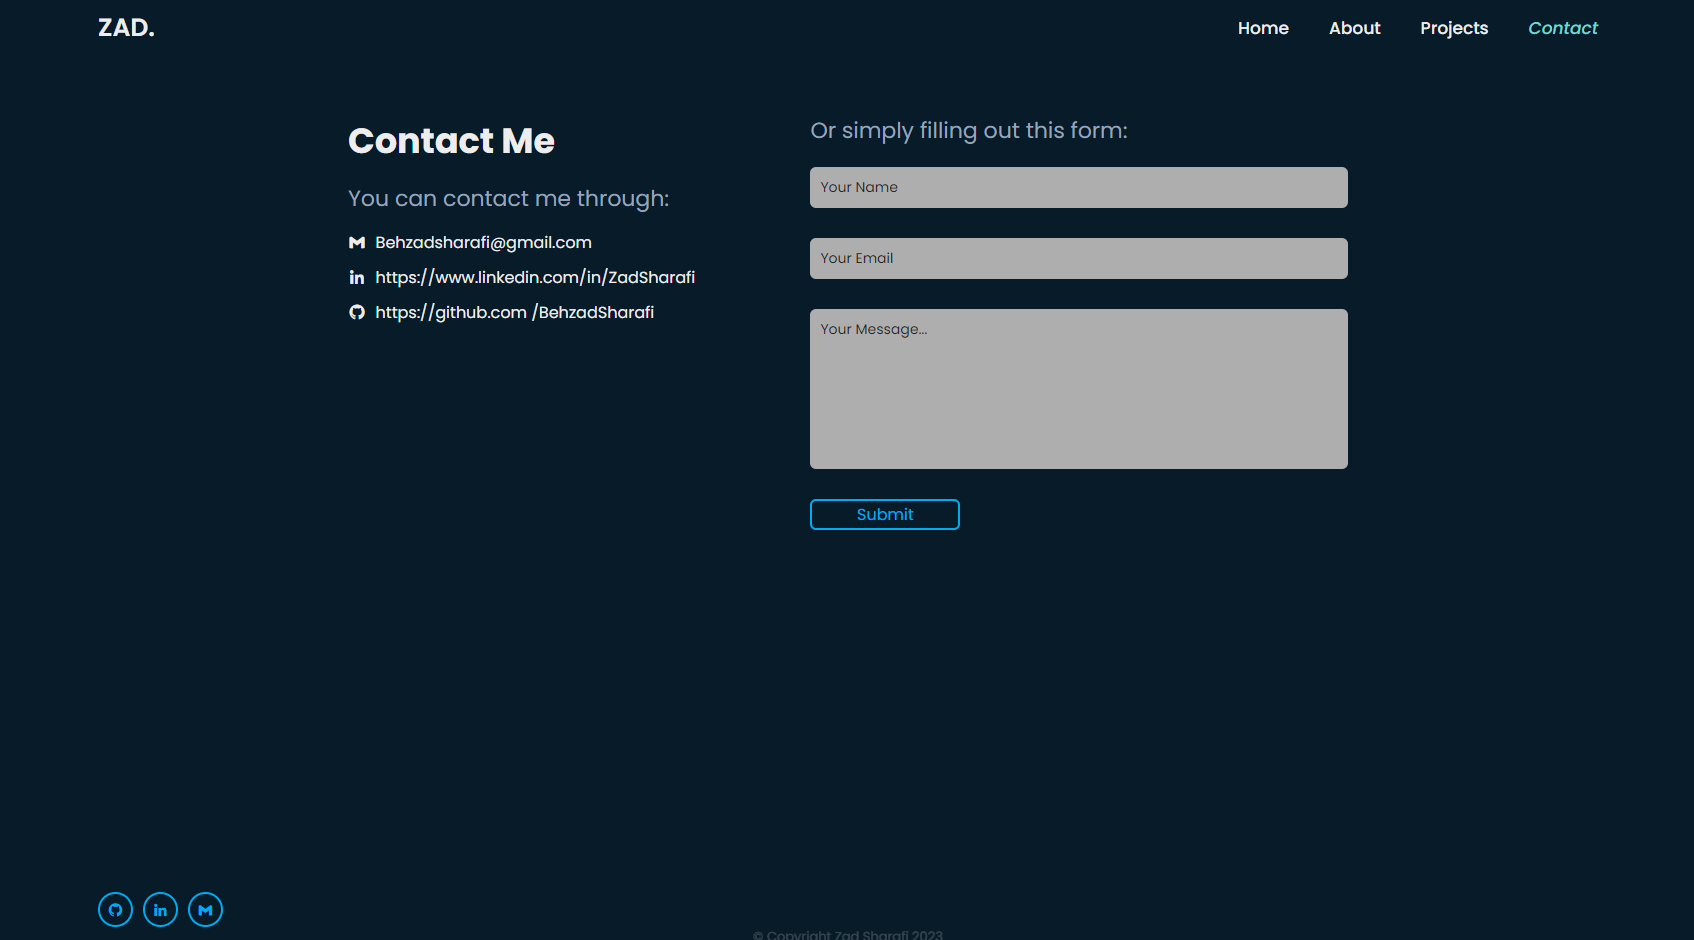 ZAD.
Home
About
Projects
Contact
Contact Me
You can contact me through:
Behzadsharafi@gmail.com
https://www.linkedin.com/in/ZadSharafi
https://github.com /BehzadSharafi
Or simply filling out this form:
Your Name
Your Email
Your Message...
Submit
© Copyright Zad Sharafi 2023